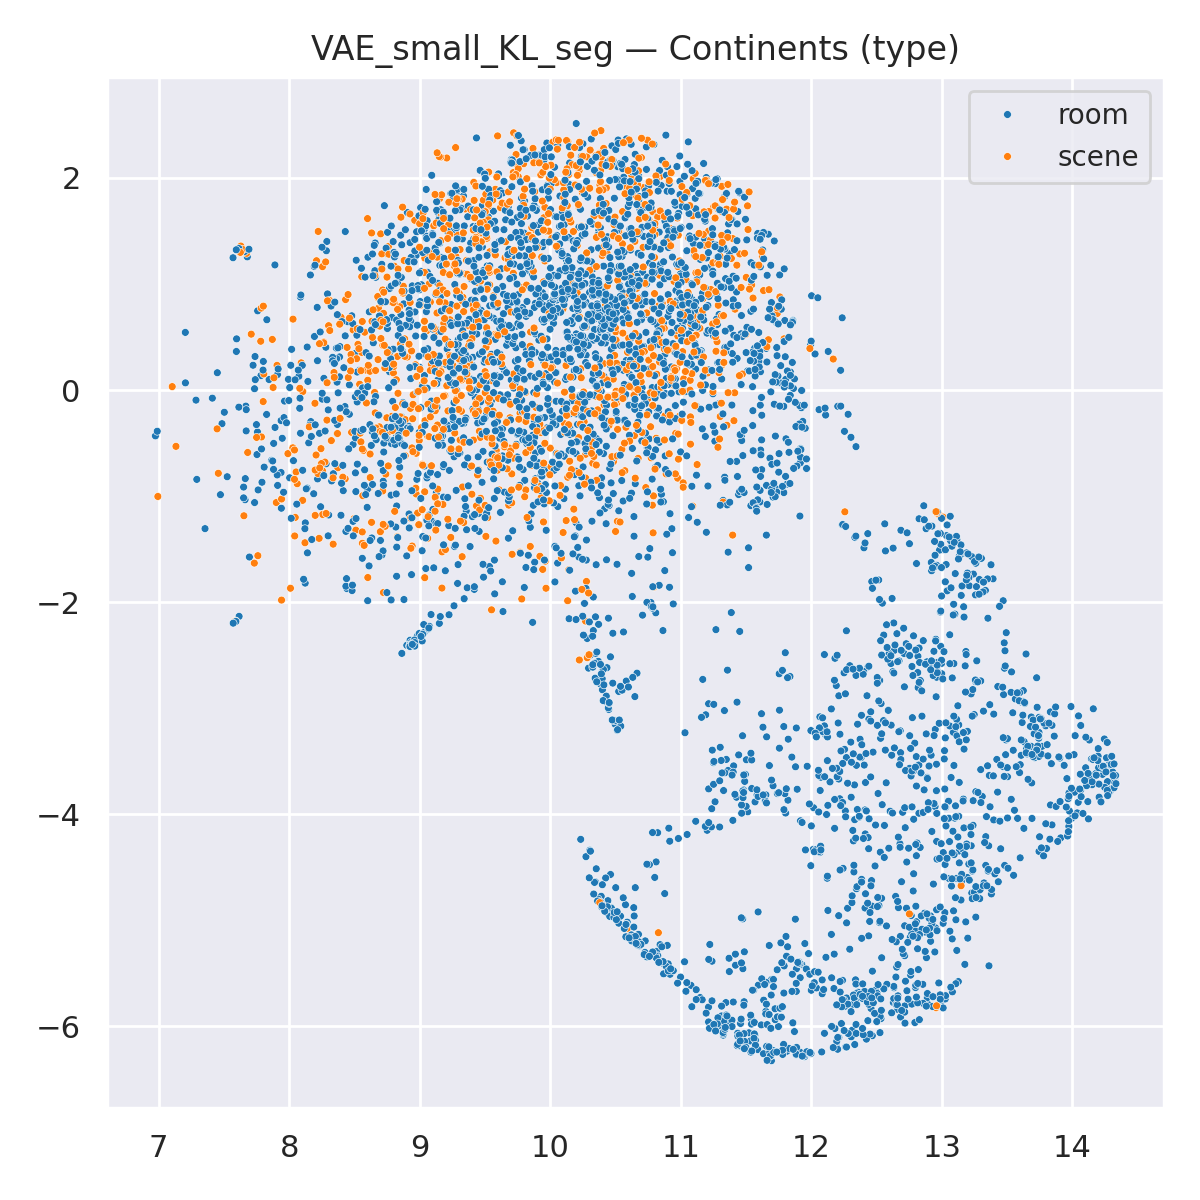 VAE_small_KL_seg — Continents (type)
room
scene
2
0
−2
−4
−6
7 8 9 10 11 12 13 14